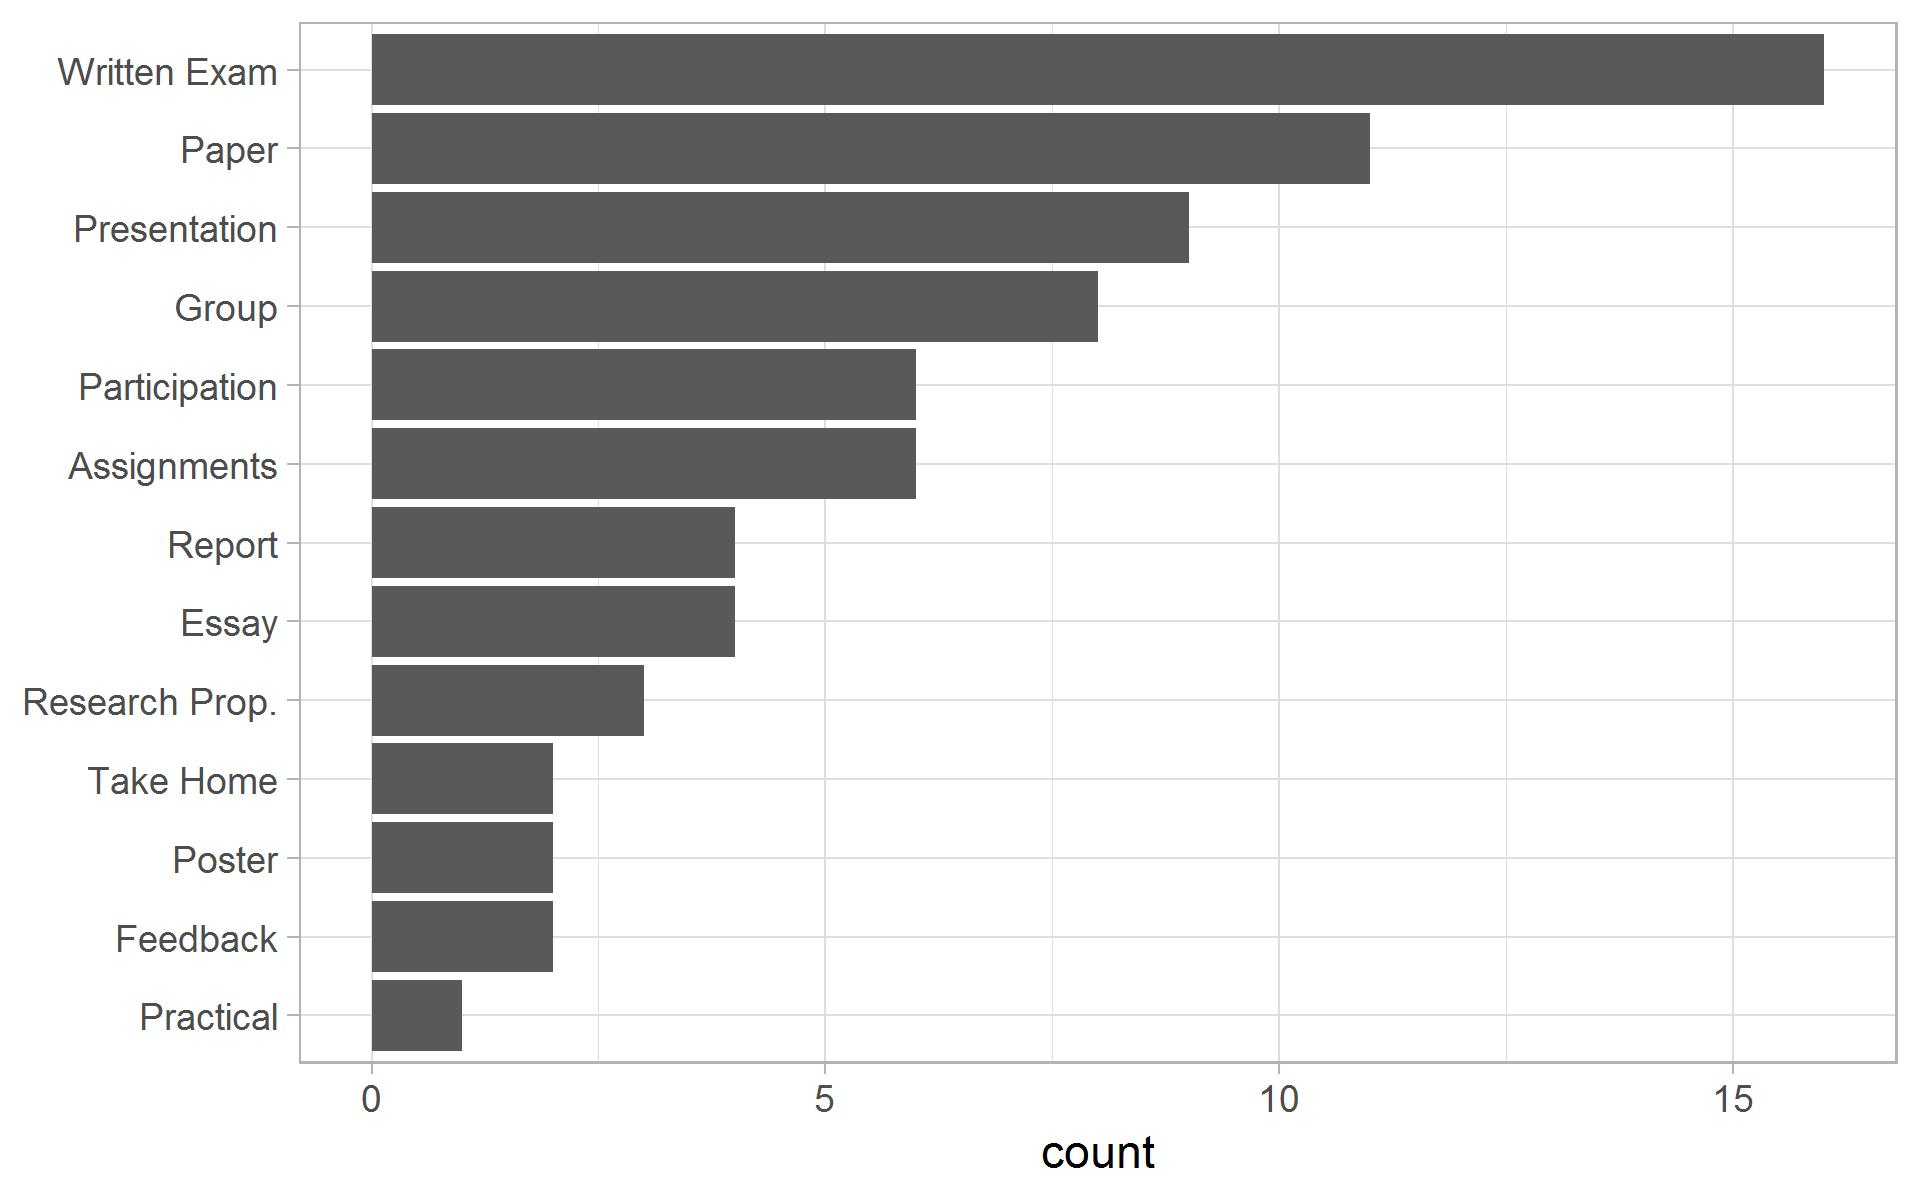 Written Exam
Paper
Presentation
Group
Participation
Assignments
Report
Essay
Research Prop.
Take Home
Poster
Feedback
Practical
0 5 10 15
count